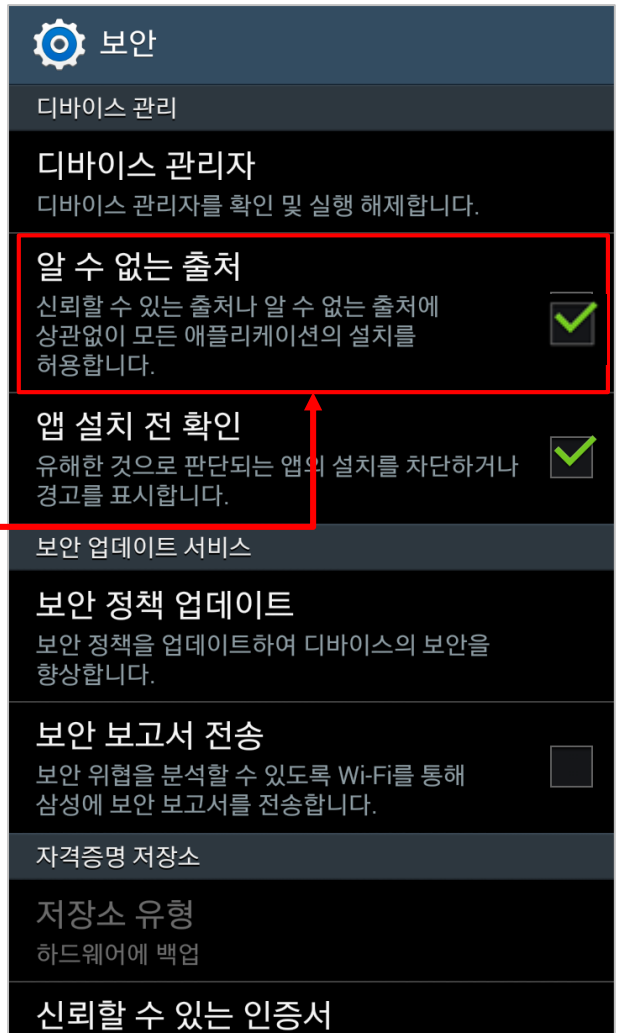 보안
디바이스 관리
디바이스 관리자
디바이스 관리자를 확인 및 실행 해제합니다.
알 수 없는 출처
신뢰할 수 있는 출처나 알 수 없는 출처에
상관없이 모든 애플리케이션의 설치를
허용합니다.
앱 설치 전 확인
유해한 것으로 판단되는 앱의 설치를 차단하거나
경고를 표시합니다.
보안 업데이트 서비스
보안 정책 업데이트
보안 정책을 업데이트하여 디바이스의 보안을
향상합니다.
보안 보고서 전송
보안 위협을 분석할 수 있도록 Wi-Fi를 통해
삼성에 보안 보고서를 전송합니다.
자격증명 저장소
저장소 유형
하드웨어에 백업
신뢰할 수 있는 인증서